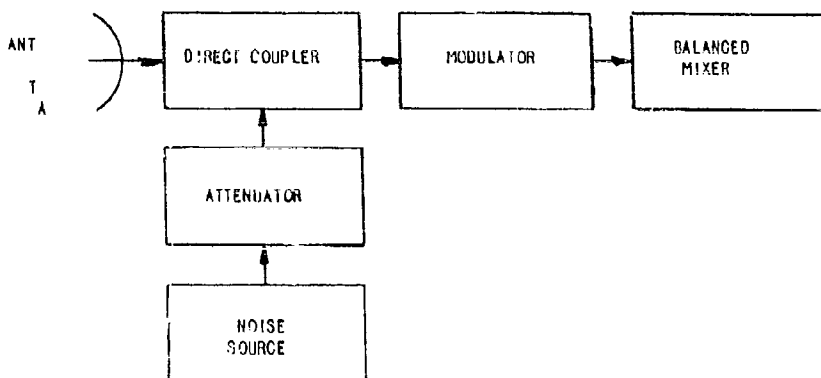 ANT
T
A
DIRECT COUPLER
MODULATOR
BALANCED
MIXER
ATTENUATOR
NOISE
SOURCE